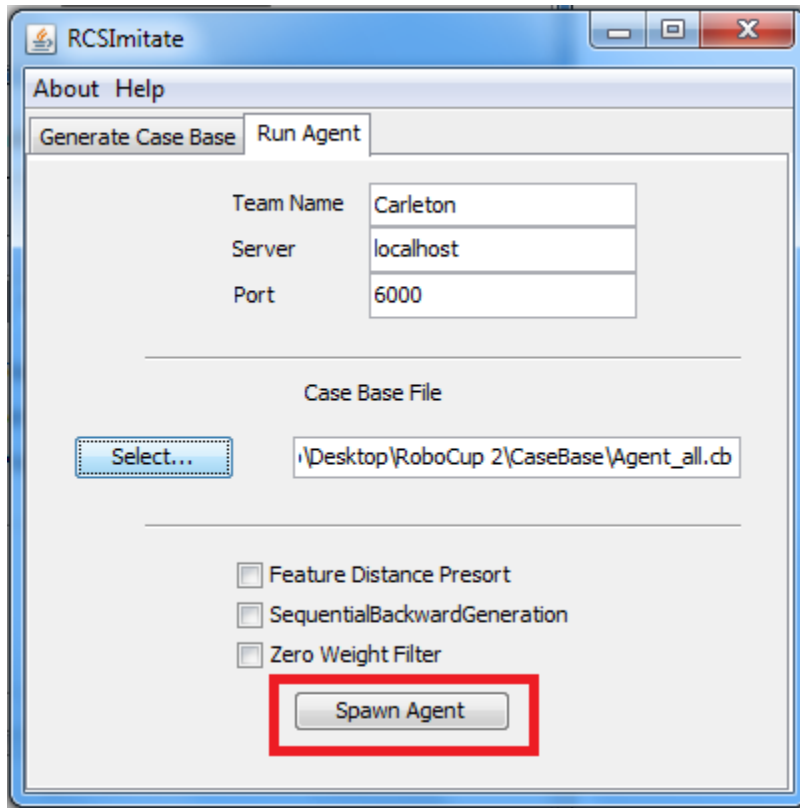 RCSImitate
About Help
Generate Case Base Run Agent
Team Name Carleton
Server localhost
Port 6000
Case Base File
Select... \Desktop\RoboCup 2\CaseBase\Agent_all.cb
Feature Distance Presort
SequentialBackwardGeneration
Zero Weight Filter
Spawn Agent